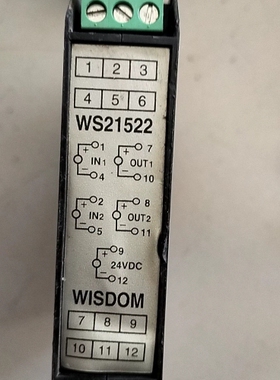 1 2 3
4 5 6
WS21522
+ 1 + 7
IN1 OUT1
- 4 - 10
+ 2 + 8
IN2 OUT2
- 5 - 11
+ 9
24VDC
- 12
WISDOM
7 8 9
10 11 12